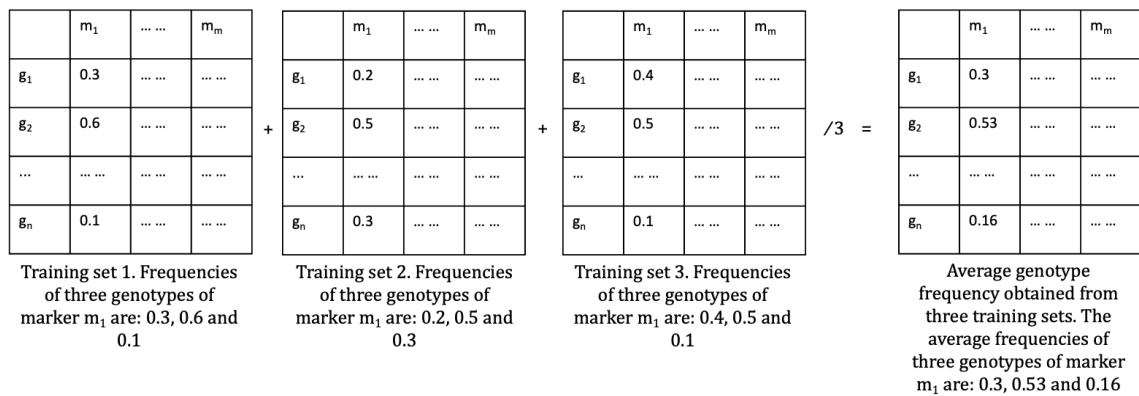 m₁ … … mₘ
g₁ 0.3 … … … …
g₂ 0.6 … … … …
… … … … … … …
gₙ 0.1 … … … …
Training set 1. Frequencies
of three genotypes of
marker m₁ are: 0.3, 0.6 and
0.1
+
m₁ … … mₘ
g₁ 0.2 … … … …
g₂ 0.5 … … … …
… … … … … … …
gₙ 0.3 … … … …
Training set 2. Frequencies
of three genotypes of
marker m₁ are: 0.2, 0.5 and
0.3
+
m₁ … … mₘ
g₁ 0.4 … … … …
g₂ 0.5 … … … …
… … … … … … …
gₙ 0.1 … … … …
Training set 3. Frequencies
of three genotypes of
marker m₁ are: 0.4, 0.5 and
0.1
/3 =
m₁ … … mₘ
g₁ 0.3 … … … …
g₂ 0.53 … … … …
… … … … … … …
gₙ 0.16 … … … …
Average genotype
frequency obtained from
three training sets. The
average frequencies of
three genotypes of marker
m₁ are: 0.3, 0.53 and 0.16